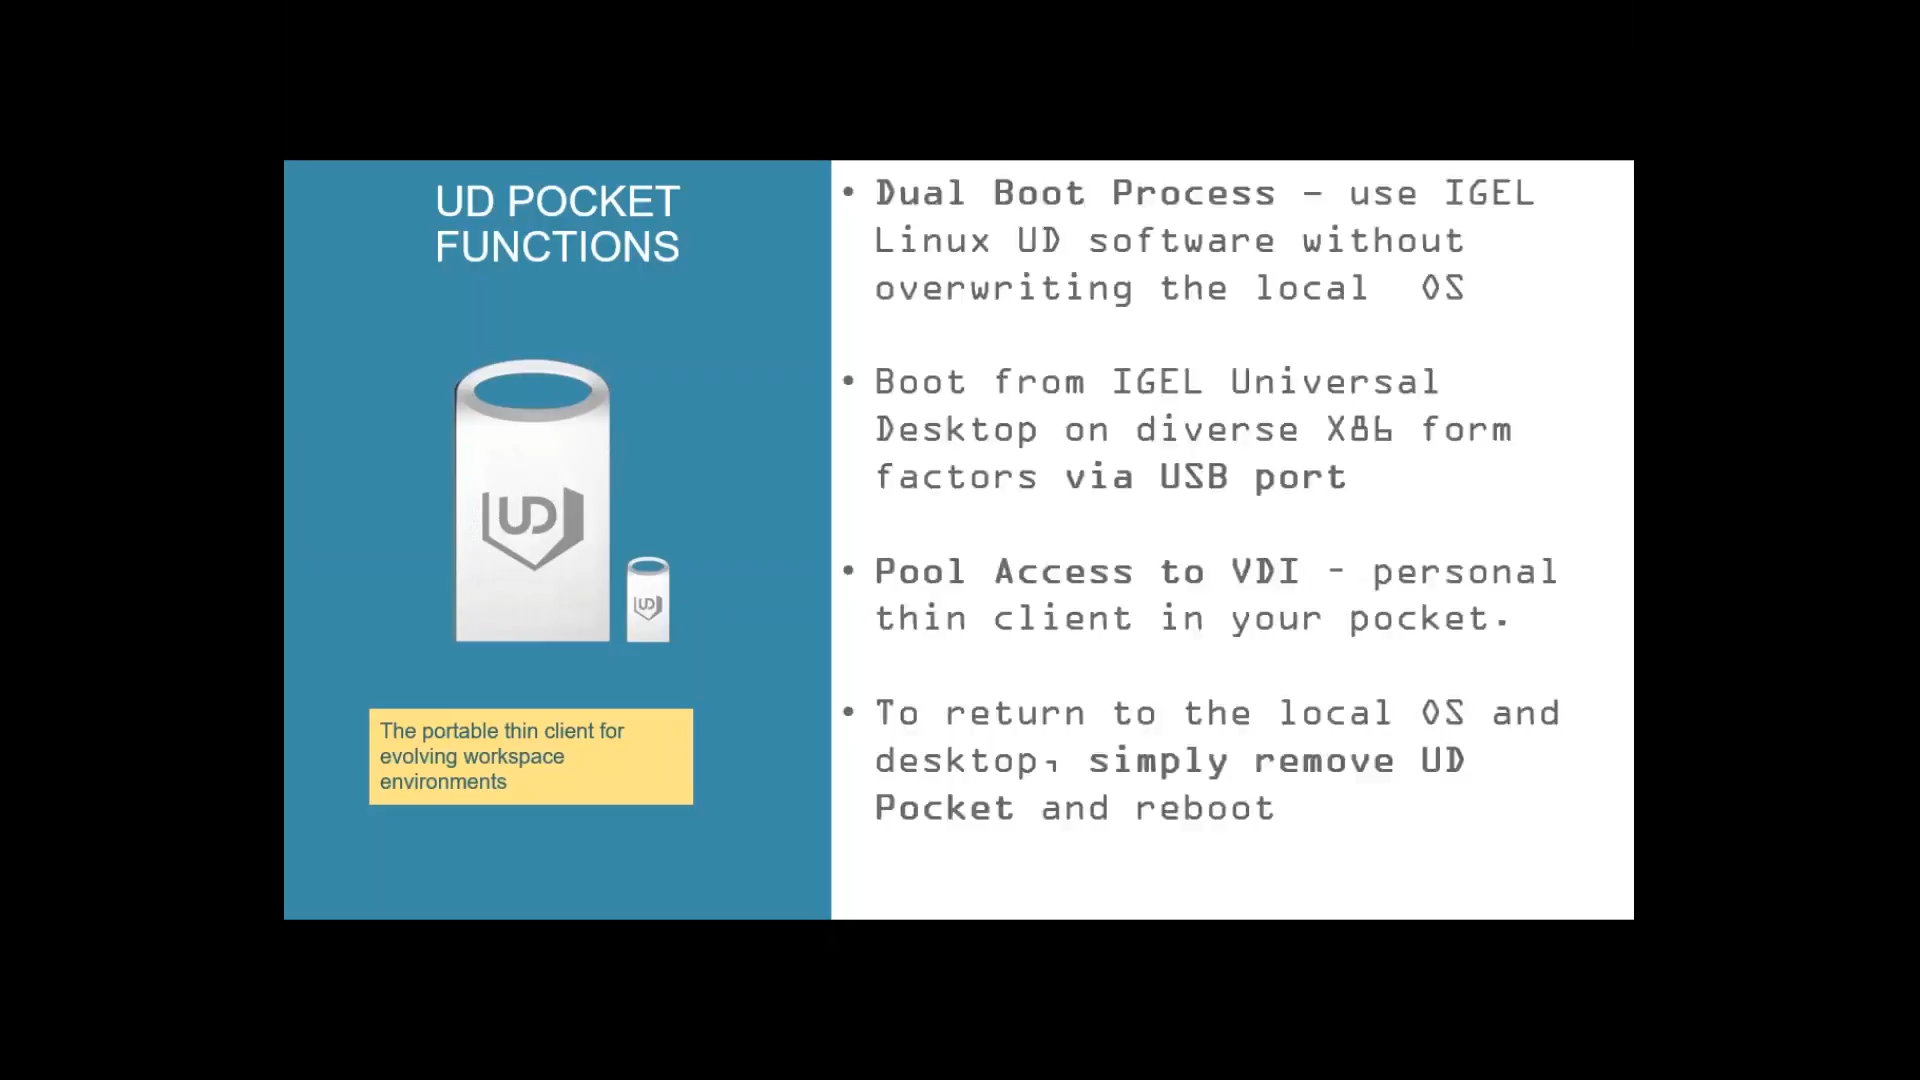 UD POCKET
FUNCTIONS
UD
UD
The portable thin client for
evolving workspace
environments
• Dual Boot Process – use IGEL
Linux UD software without
overwriting the local  OS
• Boot from IGEL Universal
Desktop on diverse X86 form
factors via USB port
• Pool Access to VDI - personal
thin client in your pocket.
• To return to the local OS and
desktop, simply remove UD
Pocket and reboot